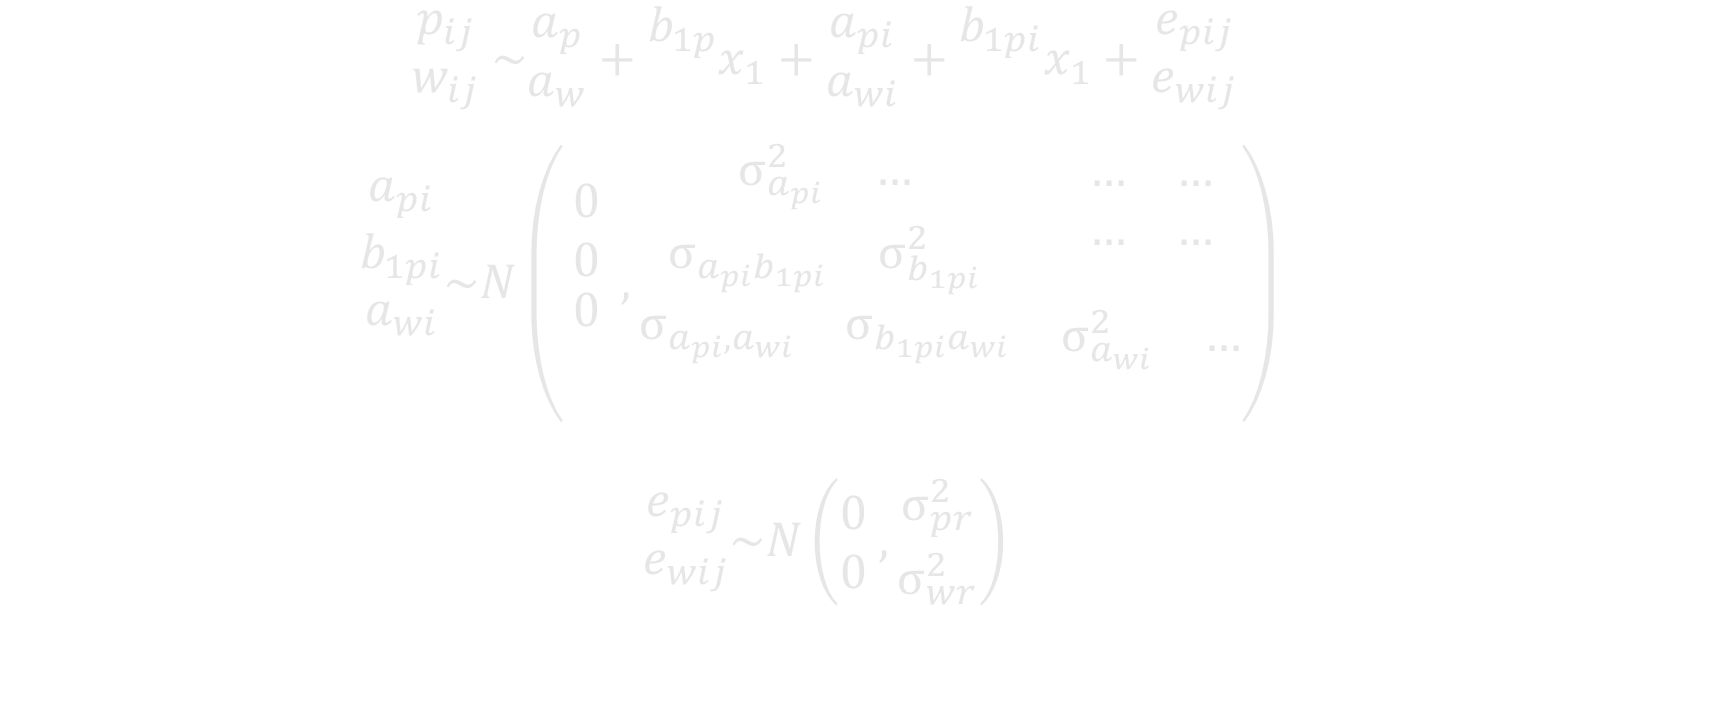 p_ij a_p b_1p a_pi b_1pi e_pij
w_ij ~ a_w + x_1 + a_wi + x_1 + e_wij
a_pi σ²_a_pi ... ... ...
b_1pi ~N ( 0 0 0 , σ_a_pi b_1pi σ²_b_1pi ... ... )
a_wi σ_a_pi,a_wi σ_b_1pi a_wi σ²_a_wi ...
e_pij ~N ( 0 , σ²_pr )
e_wij 0 σ²_wr